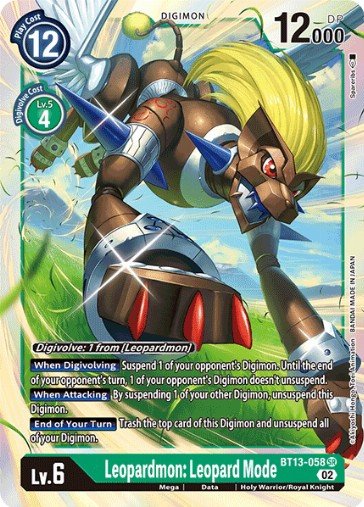 DIGIMON
Play Cost
12
DP
12000
Digivolve Cost
Lv.5
4
Spareribs
Digivolve: 1 from [Leopardmon]
When Digivolving Suspend 1 of your opponent's Digimon. Until the end
of your opponent's turn, 1 of your opponent's Digimon doesn't unsuspend.
When Attacking By suspending 1 of your other Digimon, unsuspend this
Digimon.
End of Your Turn Trash the top card of this Digimon and unsuspend all
of your Digimon.
BANDAI MADE IN JAPAN
Lv.6
Leopardmon: Leopard Mode
BT13-058 SR
02
Mega | Data | Holy Warrior/Royal Knight